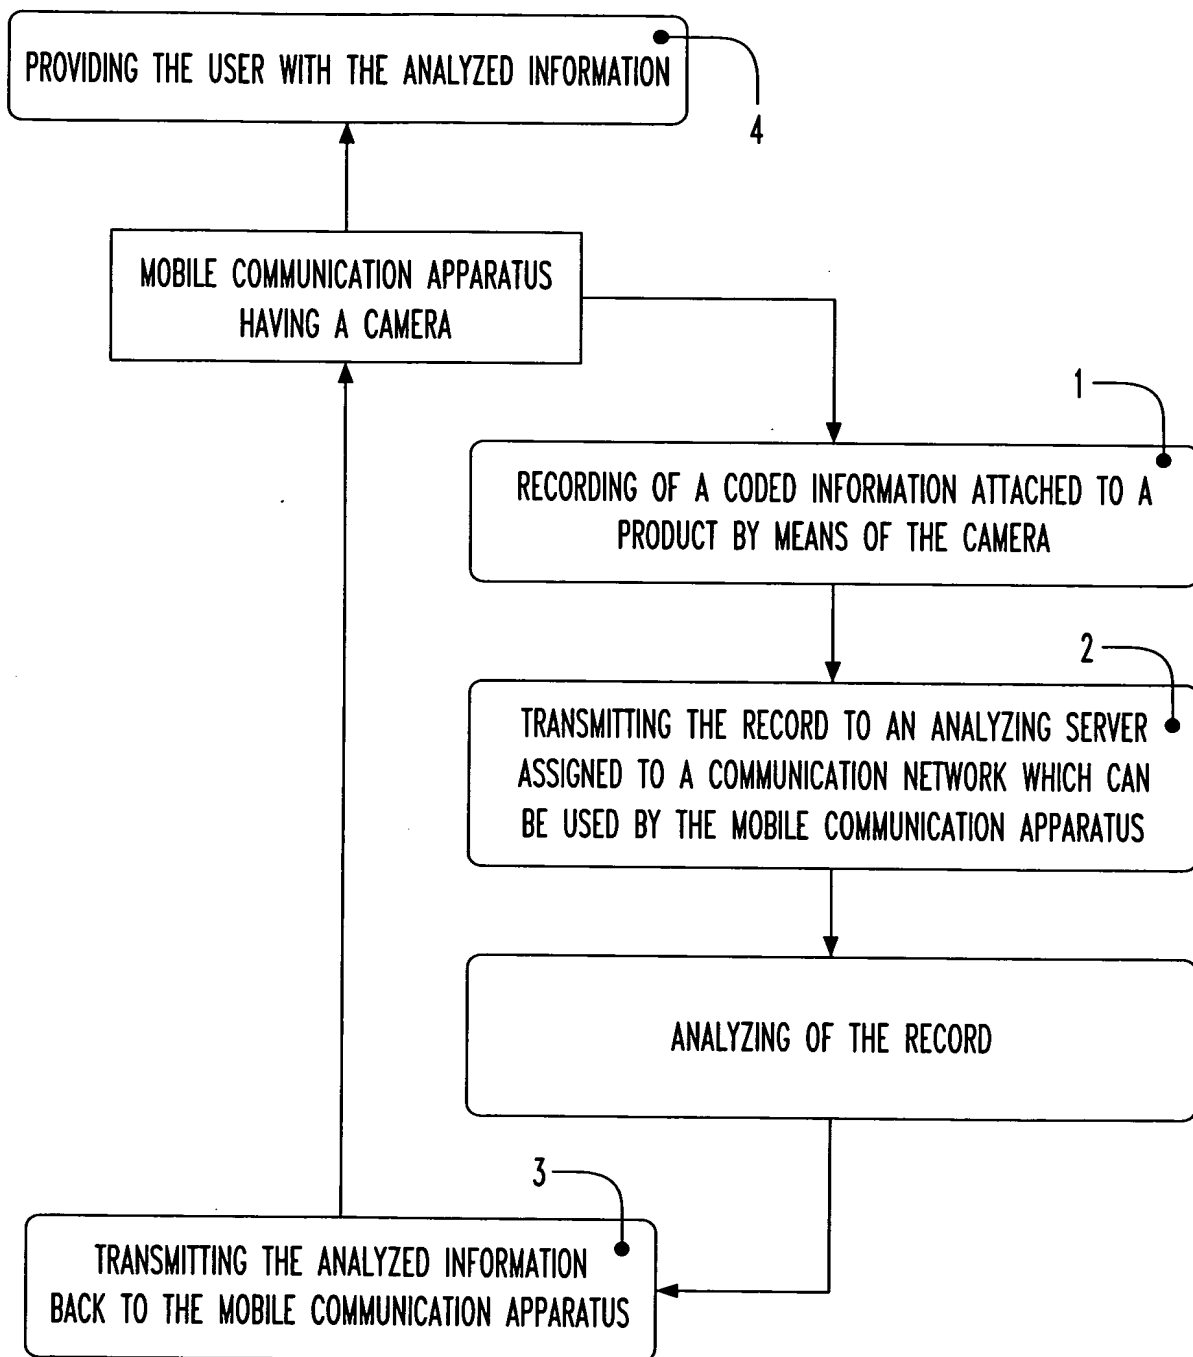 PROVIDING THE USER WITH THE ANALYZED INFORMATION
4
MOBILE COMMUNICATION APPARATUS
HAVING A CAMERA
1
RECORDING OF A CODED INFORMATION ATTACHED TO A
PRODUCT BY MEANS OF THE CAMERA
2
TRANSMITTING THE RECORD TO AN ANALYZING SERVER
ASSIGNED TO A COMMUNICATION NETWORK WHICH CAN
BE USED BY THE MOBILE COMMUNICATION APPARATUS
ANALYZING OF THE RECORD
3
TRANSMITTING THE ANALYZED INFORMATION
BACK TO THE MOBILE COMMUNICATION APPARATUS